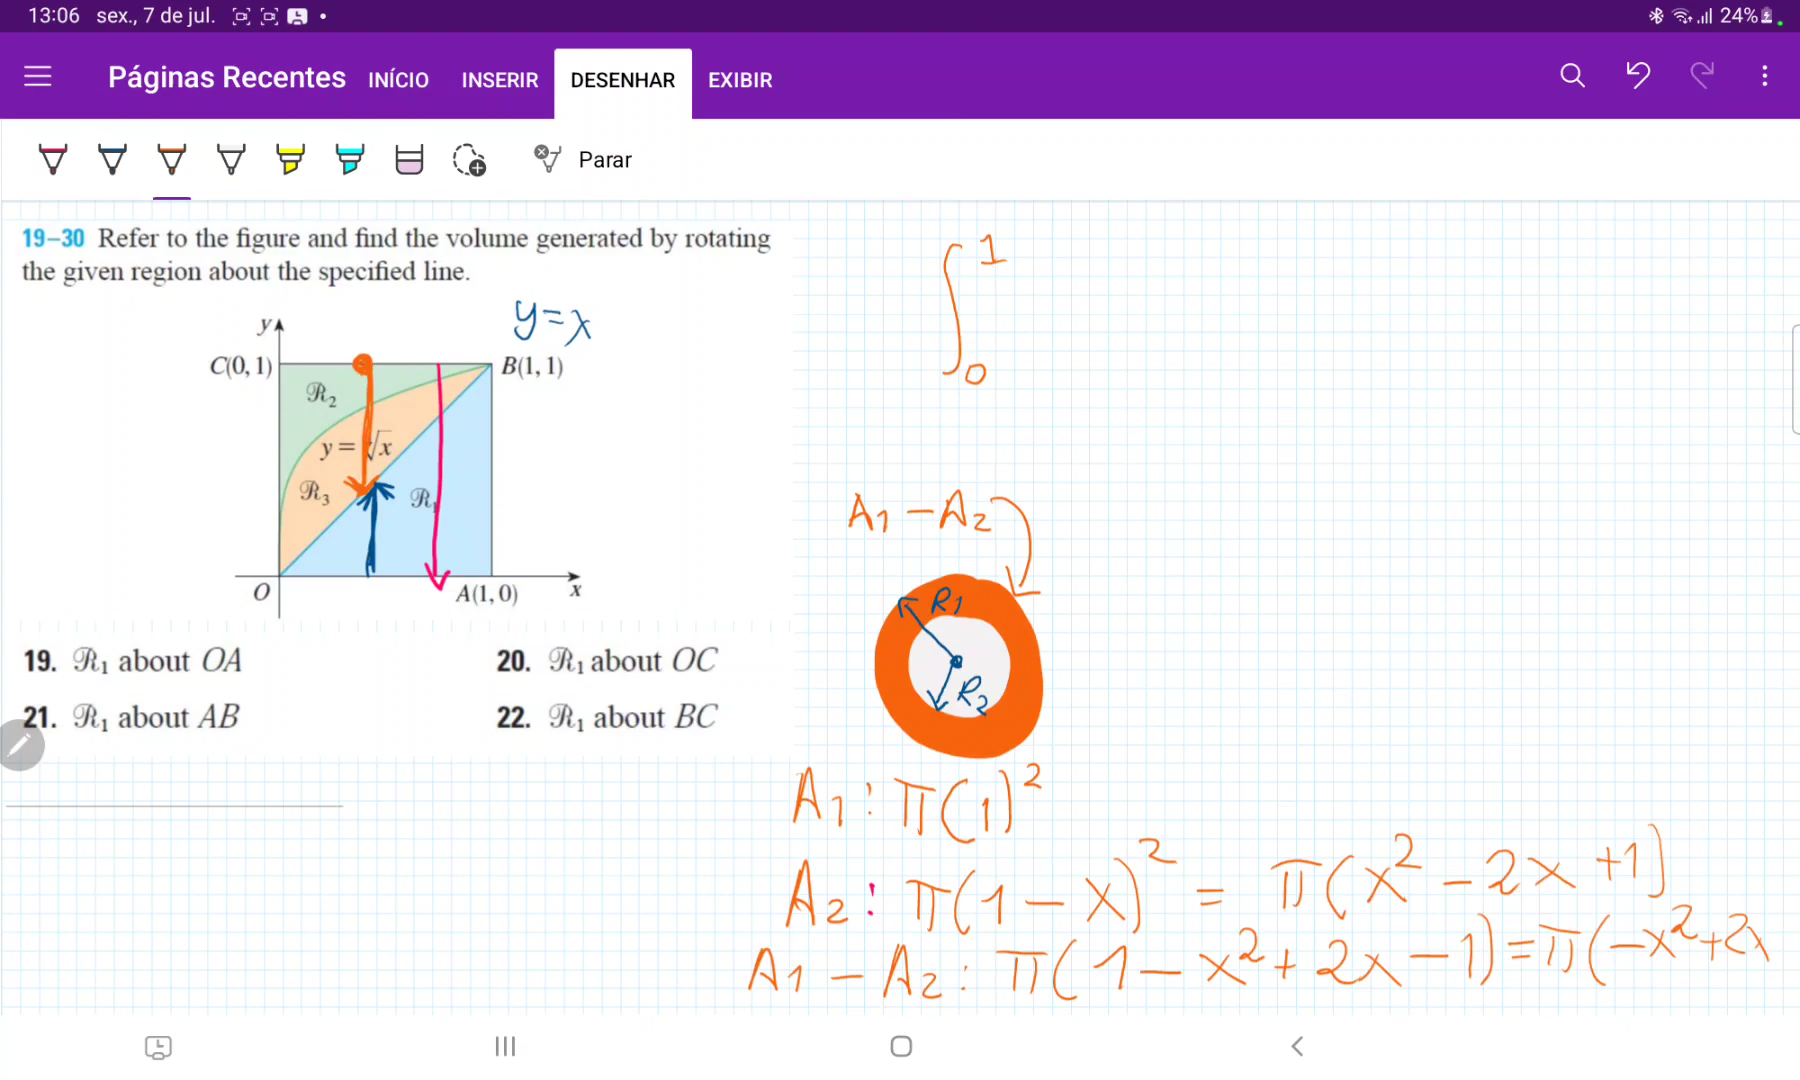 13:06 sex., 7 de jul. 24%
Páginas Recentes INÍCIO INSERIR DESENHAR EXIBIR
Parar
19–30 Refer to the figure and find the volume generated by rotating
the given region about the specified line.
y=x
y
C(0, 1) B(1, 1)
ℛ2
y = ∜x
ℛ3 ℛ1
O A(1, 0) x
19. ℛ1 about OA 20. ℛ1 about OC
21. ℛ1 about AB 22. ℛ1 about BC
∫ 1 0
A1 – A2
R1
R2
A1: π(1)²
A2: π(1 – x)² = π(x² – 2x + 1)
A1 – A2: π(1 – x² + 2x – 1) = π(–x² + 2x